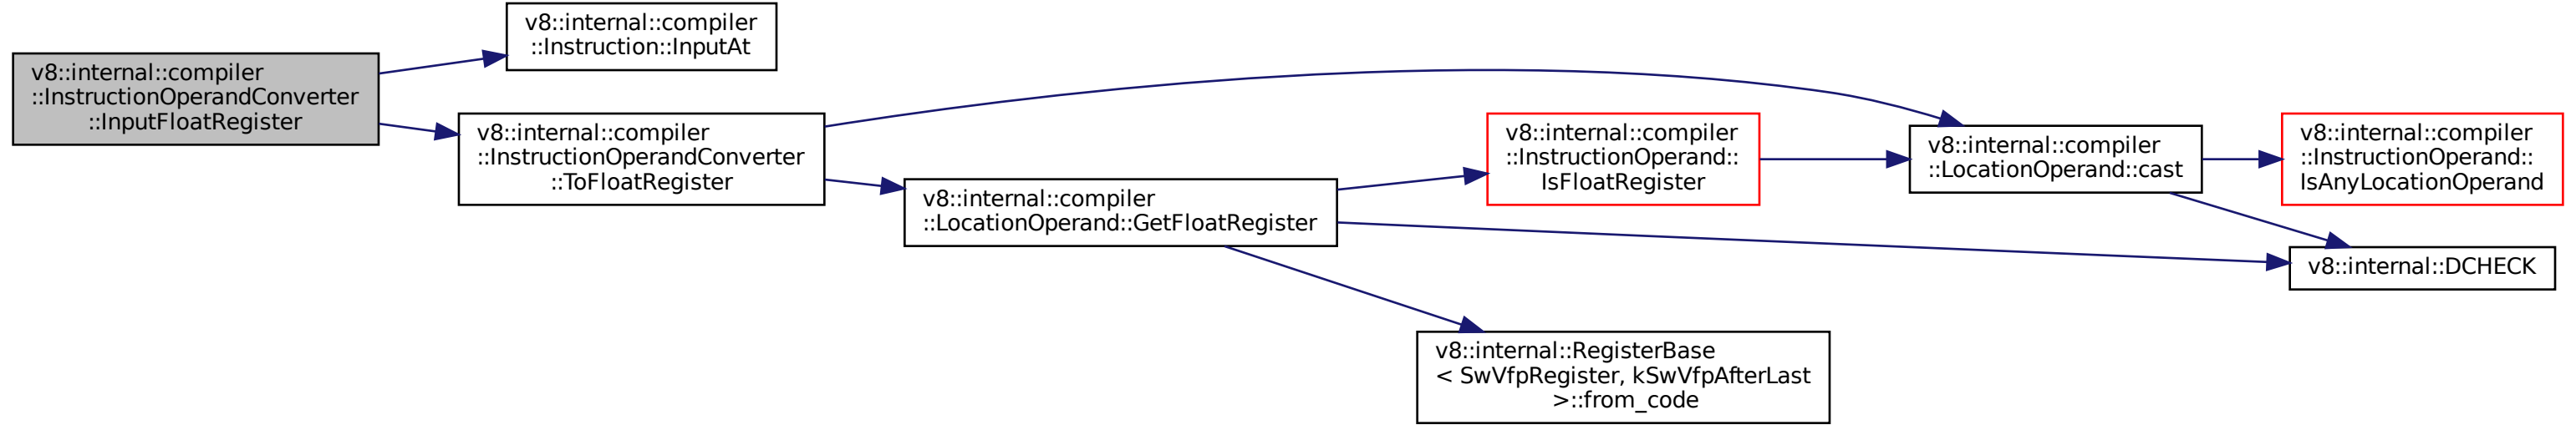 v8::internal::compiler
::InstructionOperandConverter
::InputFloatRegister
v8::internal::compiler
::Instruction::InputAt
v8::internal::compiler
::InstructionOperandConverter
::ToFloatRegister
v8::internal::compiler
::LocationOperand::GetFloatRegister
v8::internal::compiler
::InstructionOperand::
IsFloatRegister
v8::internal::RegisterBase
< SwVfpRegister, kSwVfpAfterLast
>::from_code
v8::internal::compiler
::LocationOperand::cast
v8::internal::compiler
::InstructionOperand::
IsAnyLocationOperand
v8::internal::DCHECK